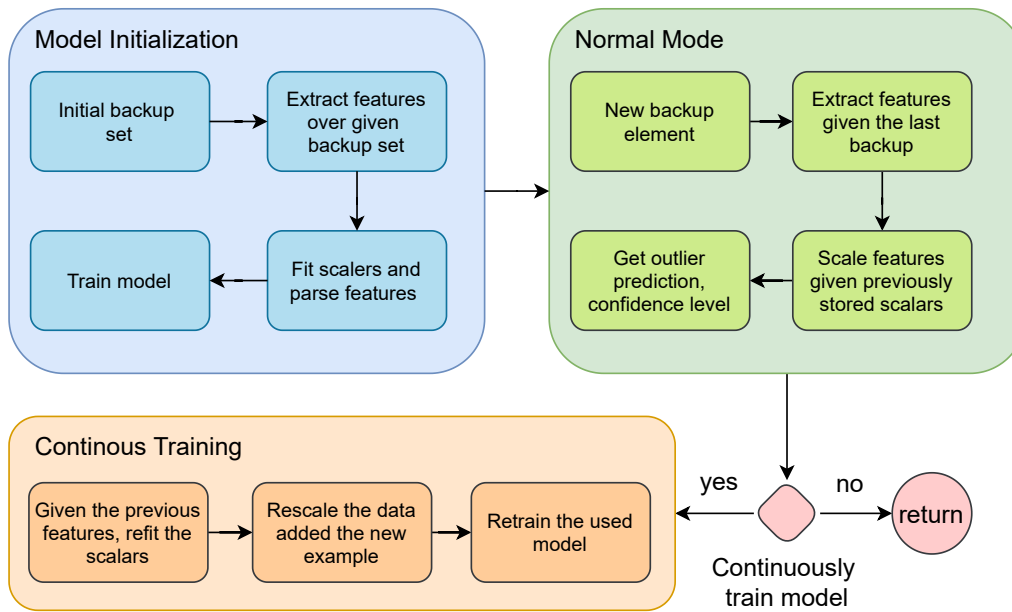 Model Initialization
Initial backup
set
Extract features
over given
backup set
Train model
Fit scalers and
parse features
Normal Mode
New backup
element
Extract features
given the last
backup
Get outlier
prediction,
confidence level
Scale features
given previously
stored scalars
Continous Training
Given the previous
features, refit the
scalars
Rescale the data
added the new
example
Retrain the used
model
yes
no
return
Continuously
train model